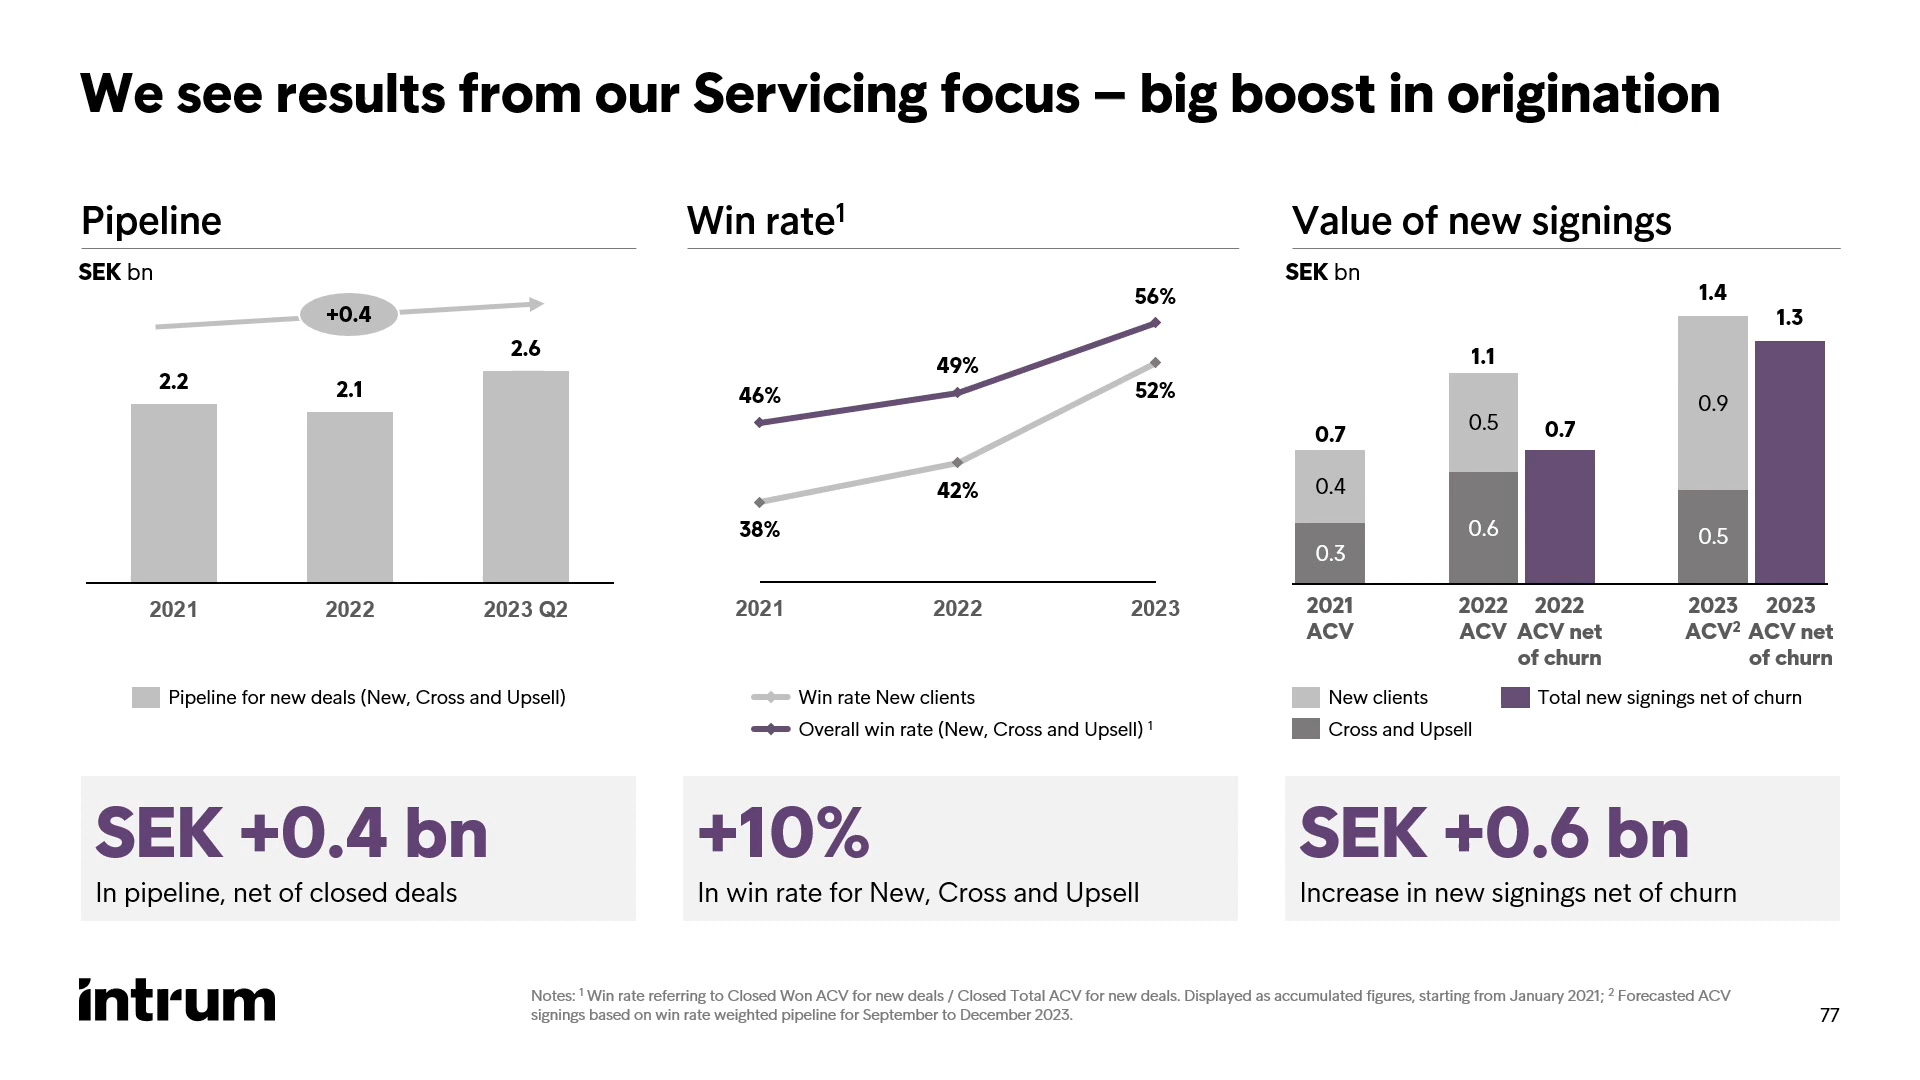 We see results from our Servicing focus – big boost in origination
Pipeline
SEK bn
+0.4
2.2
2.1
2.6
2021
2022
2023 Q2
Pipeline for new deals (New, Cross and Upsell)
Win rate¹
46%
49%
56%
38%
42%
52%
2021
2022
2023
Win rate New clients
Overall win rate (New, Cross and Upsell) ¹
Value of new signings
SEK bn
0.7
0.4
0.3
1.1
0.5
0.6
0.7
1.4
0.9
0.5
1.3
2021
ACV
2022
ACV
2022
ACV net
of churn
2023
ACV²
2023
ACV net
of churn
New clients
Total new signings net of churn
Cross and Upsell
SEK +0.4 bn
In pipeline, net of closed deals
+10%
In win rate for New, Cross and Upsell
SEK +0.6 bn
Increase in new signings net of churn
intrum
Notes: ¹ Win rate referring to Closed Won ACV for new deals / Closed Total ACV for new deals. Displayed as accumulated figures, starting from January 2021; ² Forecasted ACV
signings based on win rate weighted pipeline for September to December 2023.
77